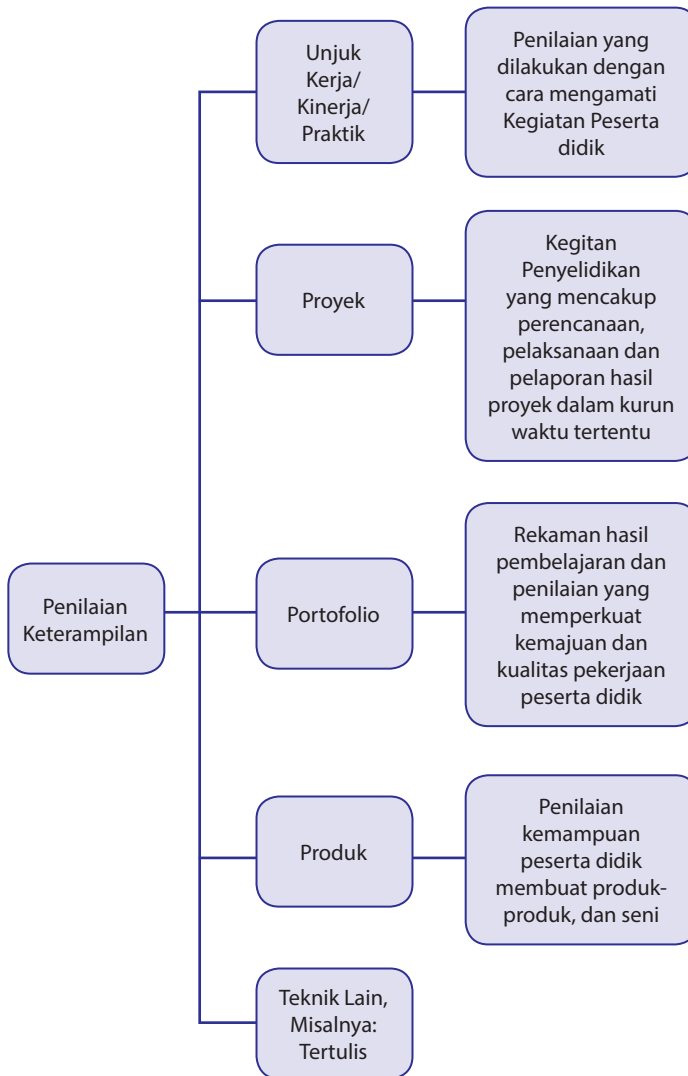 Unjuk
Kerja/
Kinerja/
Praktik
Penilaian yang
dilakukan dengan
cara mengamati
Kegiatan Peserta
didik
Proyek
Kegitan
Penyelidikan
yang mencakup
perencanaan,
pelaksanaan dan
pelaporan hasil
proyek dalam kurun
waktu tertentu
Penilaian
Keterampilan
Portofolio
Rekaman hasil
pembelajaran dan
penilaian yang
memperkuat
kemajuan dan
kualitas pekerjaan
peserta didik
Produk
Penilaian
kemampuan
peserta didik
membuat produk-
produk, dan seni
Teknik Lain,
Misalnya:
Tertulis